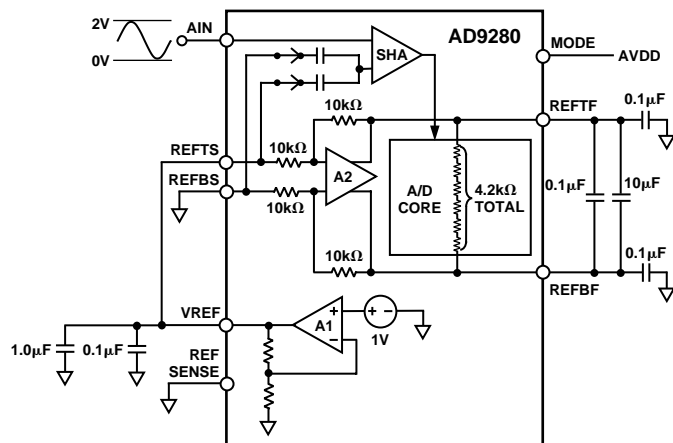 2V
0V
AIN
SHA
AD9280
MODE
AVDD
10kΩ
REFTF
0.1µF
REFTS
10kΩ
A2
A/D
CORE
4.2kΩ
TOTAL
0.1µF
10µF
REFBS
10kΩ
10kΩ
0.1µF
REFBF
VREF
A1
+
−
+ −
1V
1.0µF
0.1µF
REF
SENSE